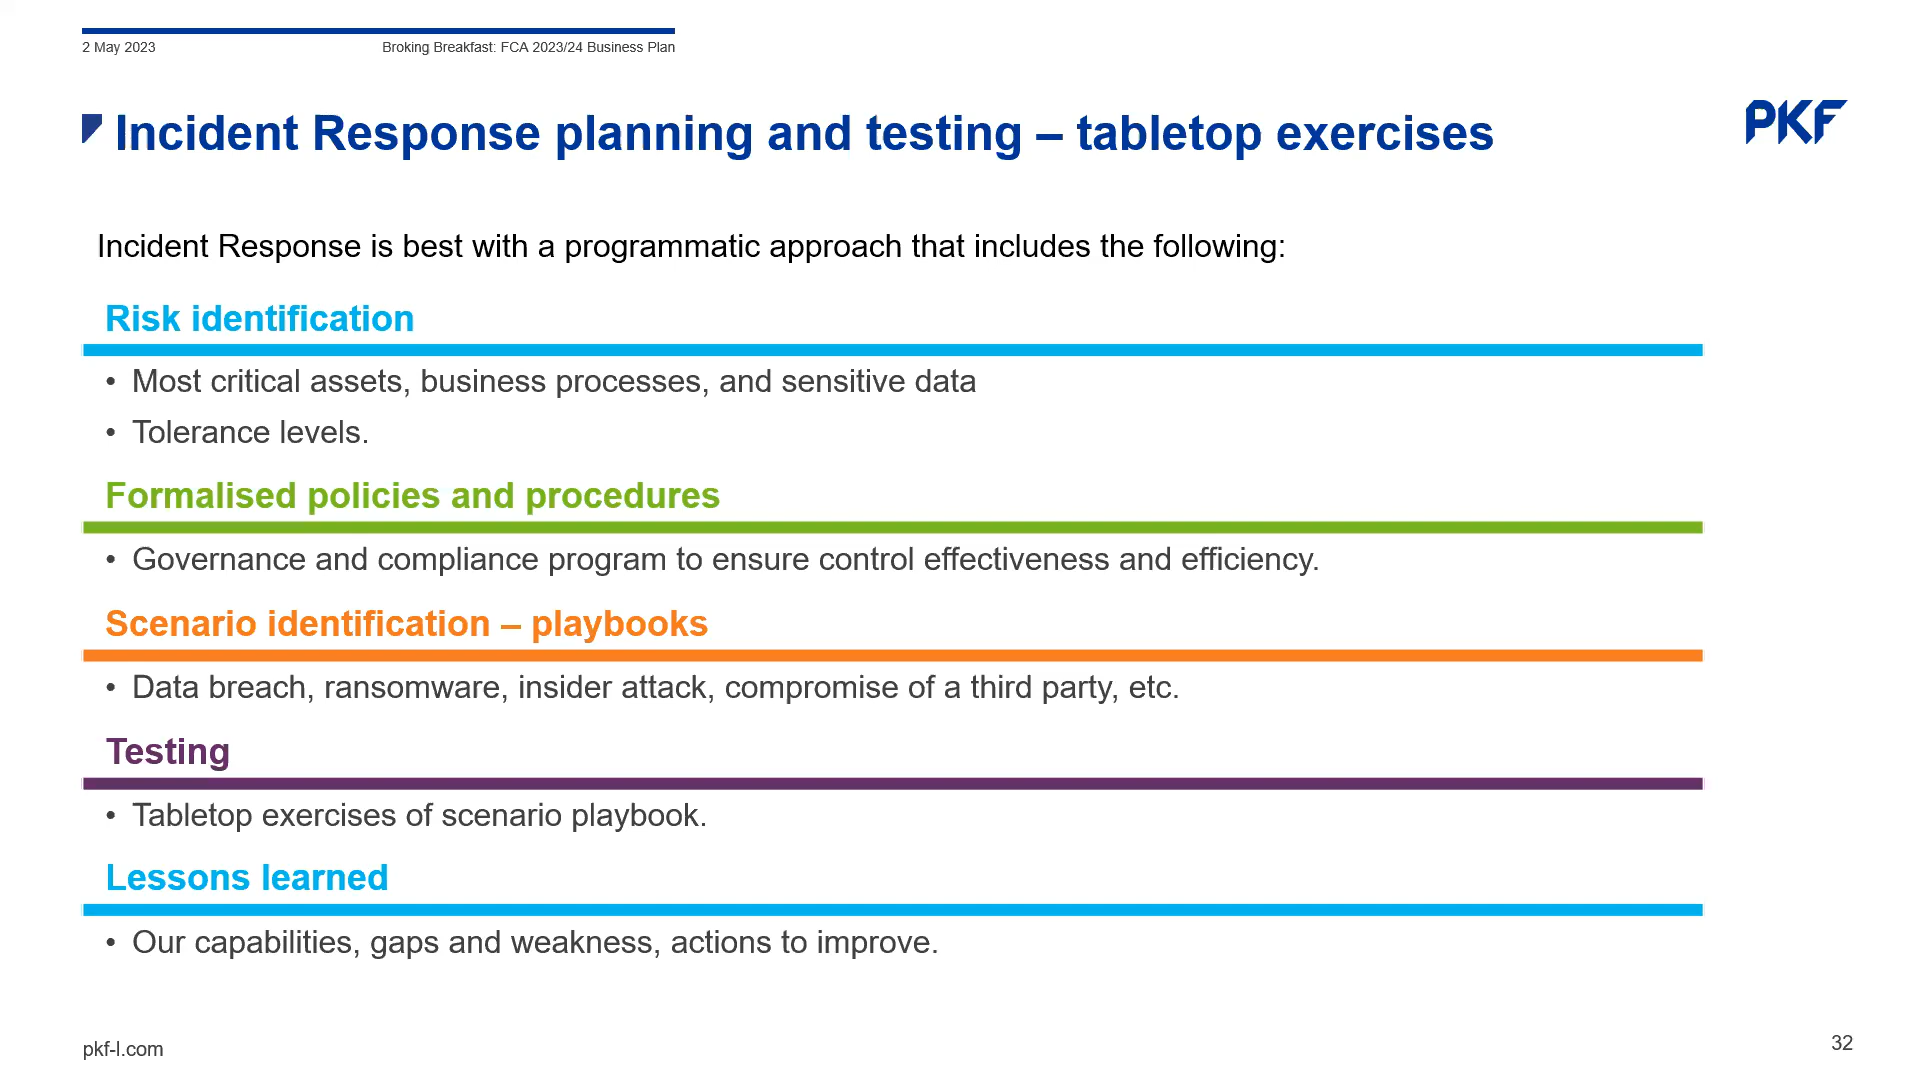 2 May 2023
Broking Breakfast: FCA 2023/24 Business Plan
Incident Response planning and testing – tabletop exercises
PKF
Incident Response is best with a programmatic approach that includes the following:
Risk identification
• Most critical assets, business processes, and sensitive data
• Tolerance levels.
Formalised policies and procedures
• Governance and compliance program to ensure control effectiveness and efficiency.
Scenario identification – playbooks
• Data breach, ransomware, insider attack, compromise of a third party, etc.
Testing
• Tabletop exercises of scenario playbook.
Lessons learned
• Our capabilities, gaps and weakness, actions to improve.
pkf-l.com
32